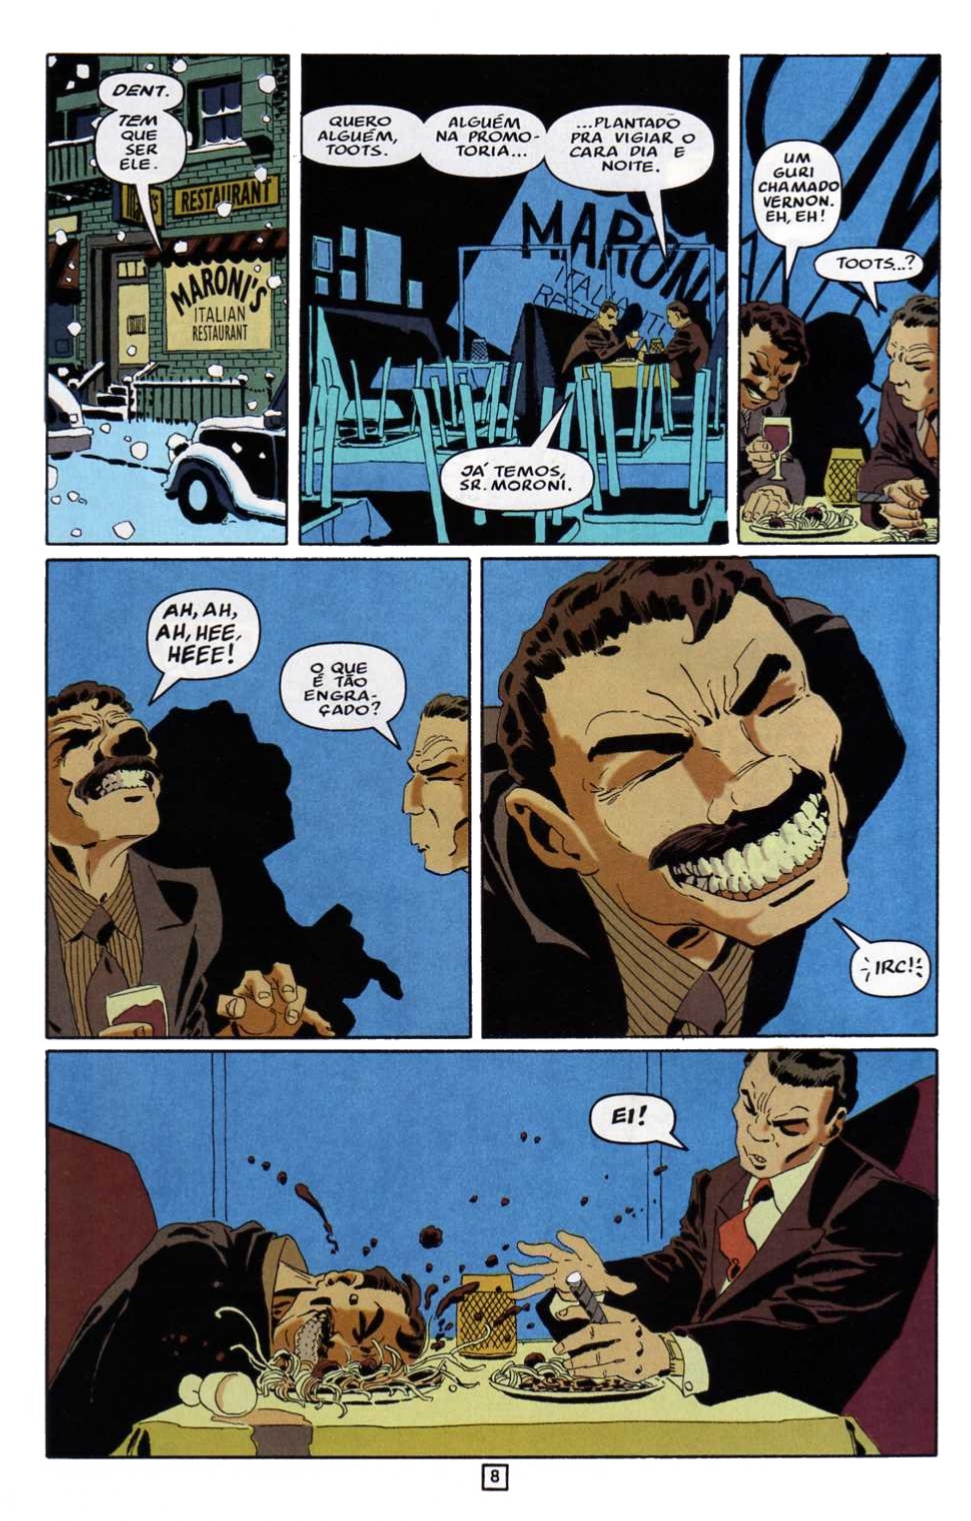 DENT.
TEM
QUE
SER
ELE.
RESTAURANT
MARONI'S
ITALIAN
RESTAURANT
QUERO
ALGUÉM,
TOOTS.
ALGUÉM
NA PROMO-
TORIA...
...PLANTADO
PRA VIGIAR O
CARA DIA E
NOITE.
MARONI
JÁ TEMOS,
SR. MORONI.
UM
GURI
CHAMADO
VERNON.
EH, EH!
TOOTS...?
AH, AH,
AH, HEE,
HEEE!
O QUE
É TÃO
ENGRA-
ÇADO?
IRC!
EI!
8